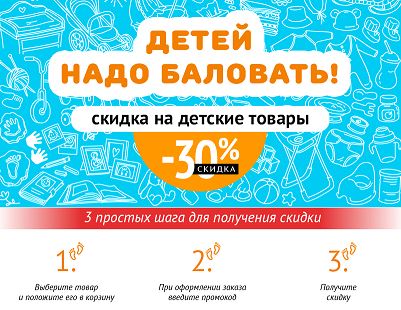 ДЕТЕЙ
НАДО БАЛОВАТЬ!
скидка на детские товары
-30%
СКИДКА
3 простых шага для получения скидки
1.
Выберите товар
и положите его в корзину
2.
При оформлении заказа
введите промокод
3.
Получите
скидку